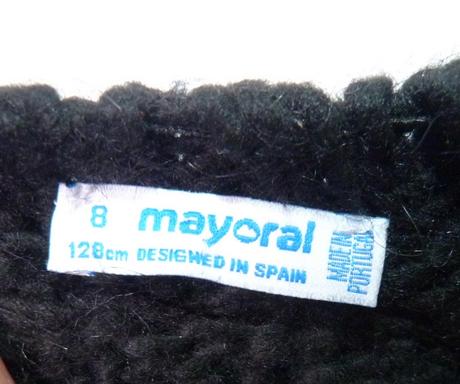 8 mayoral
128cm DESIGNED IN SPAIN
MADE IN
PORTUGAL